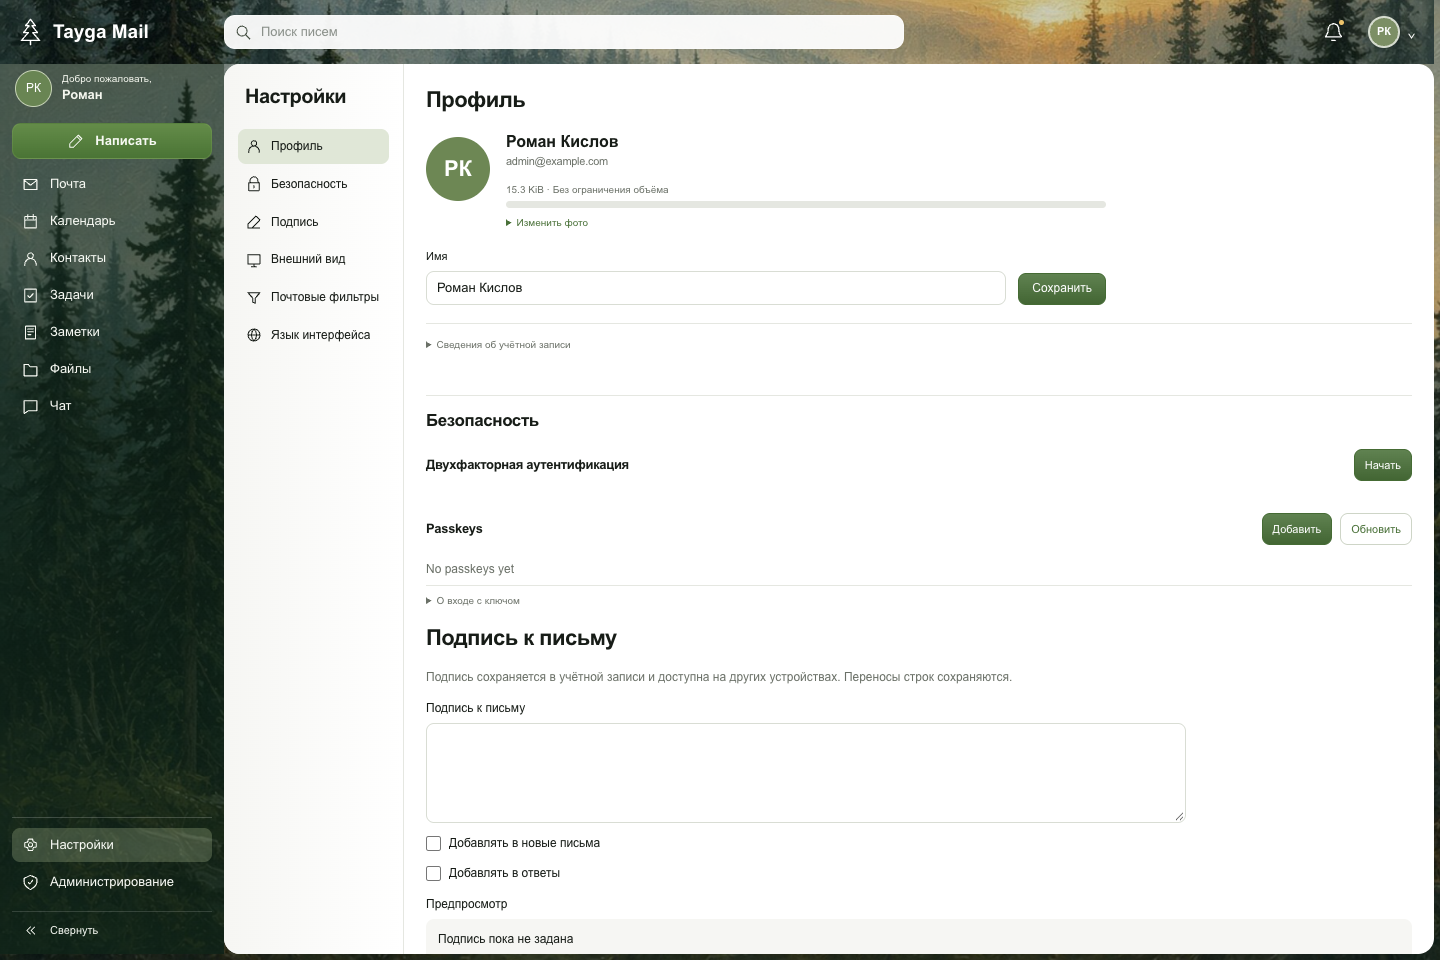 Tayga Mail
Поиск писем
РК
РК
Добро пожаловать,
Роман
Написать
Почта
Календарь
Контакты
Задачи
Заметки
Файлы
Чат
Настройки
Администрирование
Свернуть
Настройки
Профиль
Безопасность
Подпись
Внешний вид
Почтовые фильтры
Язык интерфейса
Профиль
РК
Роман Кислов
admin@example.com
15.3 KiB · Без ограничения объёма
Изменить фото
Имя
Роман Кислов
Сохранить
Сведения об учётной записи
Безопасность
Двухфакторная аутентификация
Начать
Passkeys
Добавить
Обновить
No passkeys yet
О входе с ключом
Подпись к письму
Подпись сохраняется в учётной записи и доступна на других устройствах. Переносы строк сохраняются.
Подпись к письму
Добавлять в новые письма
Добавлять в ответы
Предпросмотр
Подпись пока не задана